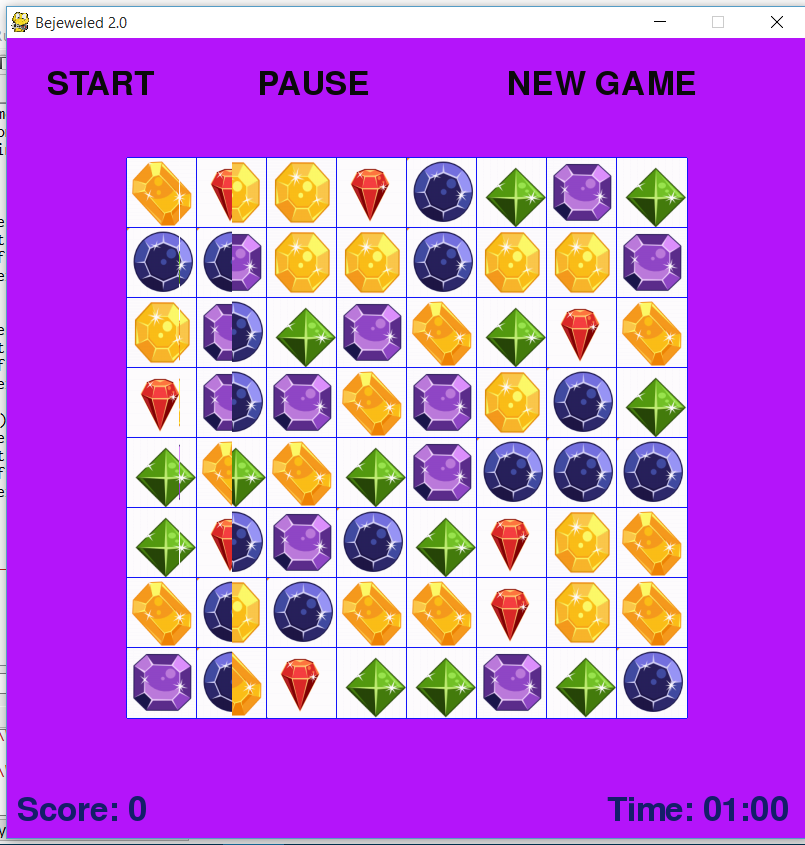 Bejeweled 2.0
START PAUSE NEW GAME
Score: 0 Time: 01:00